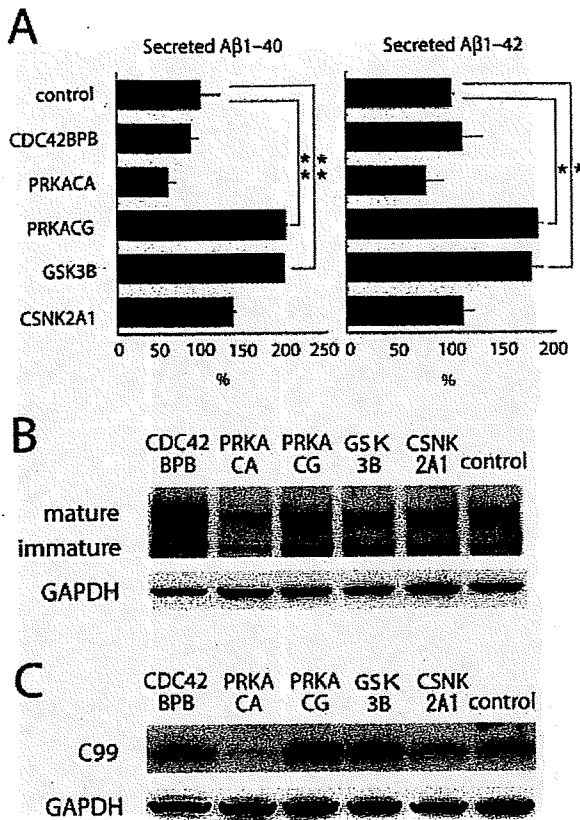 A
Secreted Aβ1–40 Secreted Aβ1–42
control
CDC42BPB
PRKACA
PRKACG
GSK3B
CSNK2A1
** ** * *
0 50 100 150 200 250 0 50 100 150 200
% %
B
CDC42 PRKA PRKA GSK CSNK
BPB CA CG 3B 2A1 control
mature
immature
GAPDH
C
CDC42 PRKA PRKA GSK CSNK
BPB CA CG 3B 2A1 control
C99
GAPDH